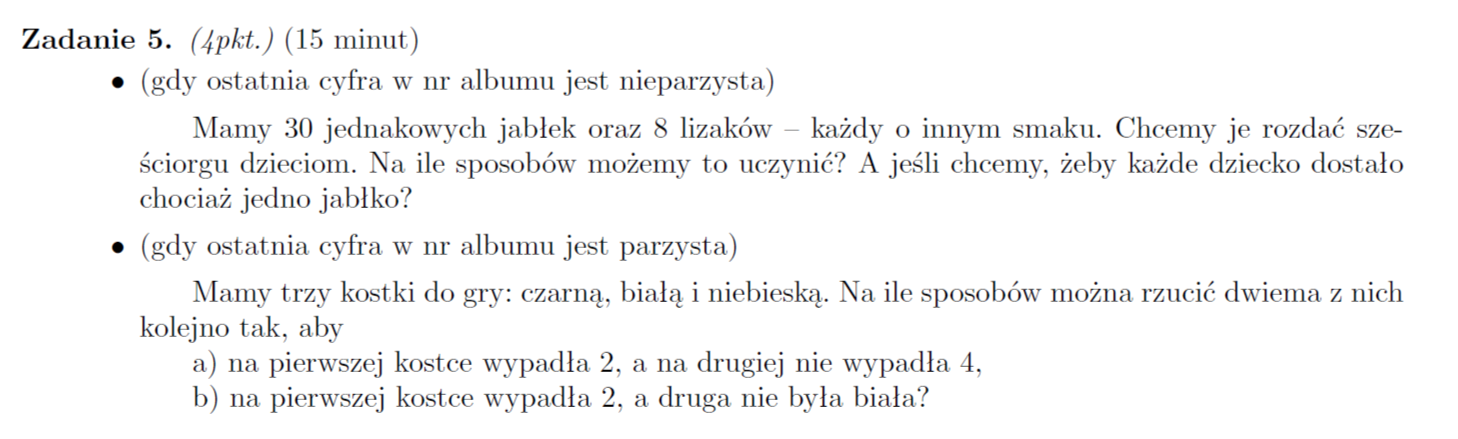 Zadanie 5. (4pkt.) (15 minut)
• (gdy ostatnia cyfra w nr albumu jest nieparzysta)
Mamy 30 jednakowych jabłek oraz 8 lizaków – każdy o innym smaku. Chcemy je rozdać sze-
ściorgu dzieciom. Na ile sposobów możemy to uczynić? A jeśli chcemy, żeby każde dziecko dostało
chociaż jedno jabłko?
• (gdy ostatnia cyfra w nr albumu jest parzysta)
Mamy trzy kostki do gry: czarną, białą i niebieską. Na ile sposobów można rzucić dwiema z nich
kolejno tak, aby
a) na pierwszej kostce wypadła 2, a na drugiej nie wypadła 4,
b) na pierwszej kostce wypadła 2, a druga nie była biała?